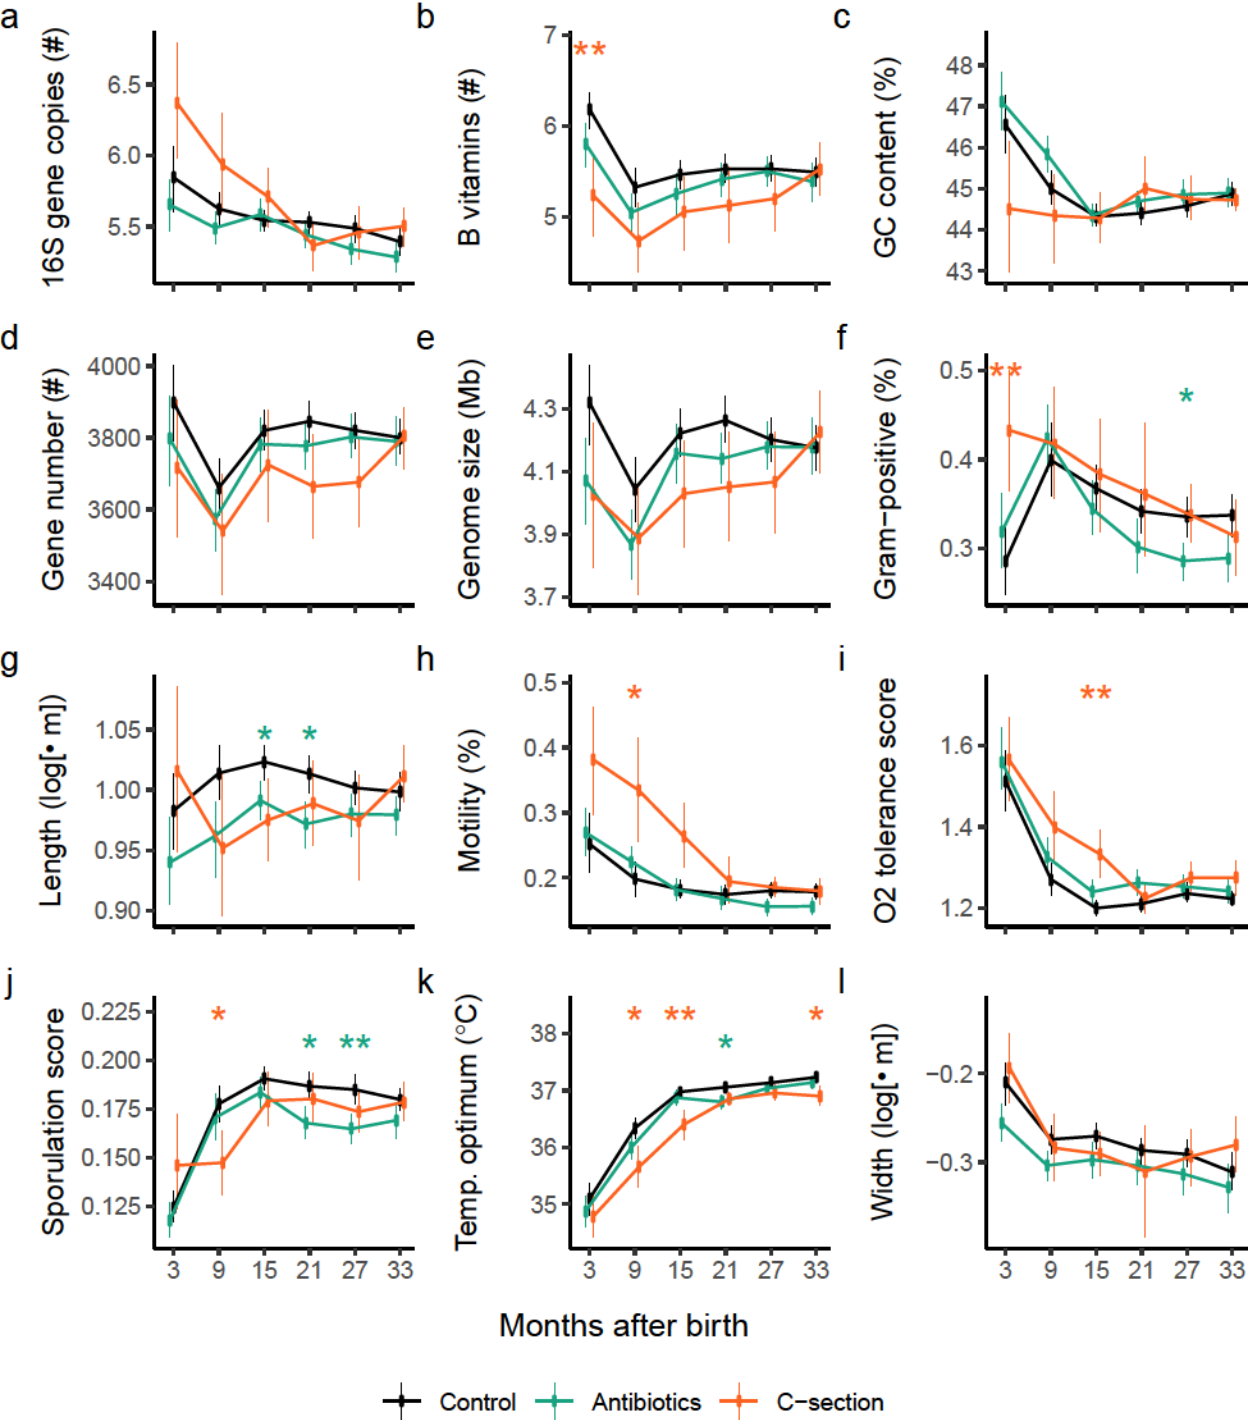 a
16S gene copies (#)
6.5
6.0
5.5
b
B vitamins (#)
7
6
5
**
c
GC content (%)
48
47
46
45
44
43
d
Gene number (#)
4000
3800
3600
3400
e
Genome size (Mb)
4.3
4.1
3.9
3.7
f
Gram−positive (%)
0.5
0.4
0.3
**
*
g
Length (log[• m])
1.05
1.00
0.95
0.90
* *
h
Motility (%)
0.5
0.4
0.3
0.2
*
i
O2 tolerance score
1.6
1.4
1.2
**
j
Sporulation score
0.225
0.200
0.175
0.150
0.125
*
* **
3 9 15 21 27 33
k
Temp. optimum (°C)
38
37
36
35
* ** *
*
3 9 15 21 27 33
l
Width (log[• m])
−0.2
−0.3
3 9 15 21 27 33
Months after birth
Control Antibiotics C−section